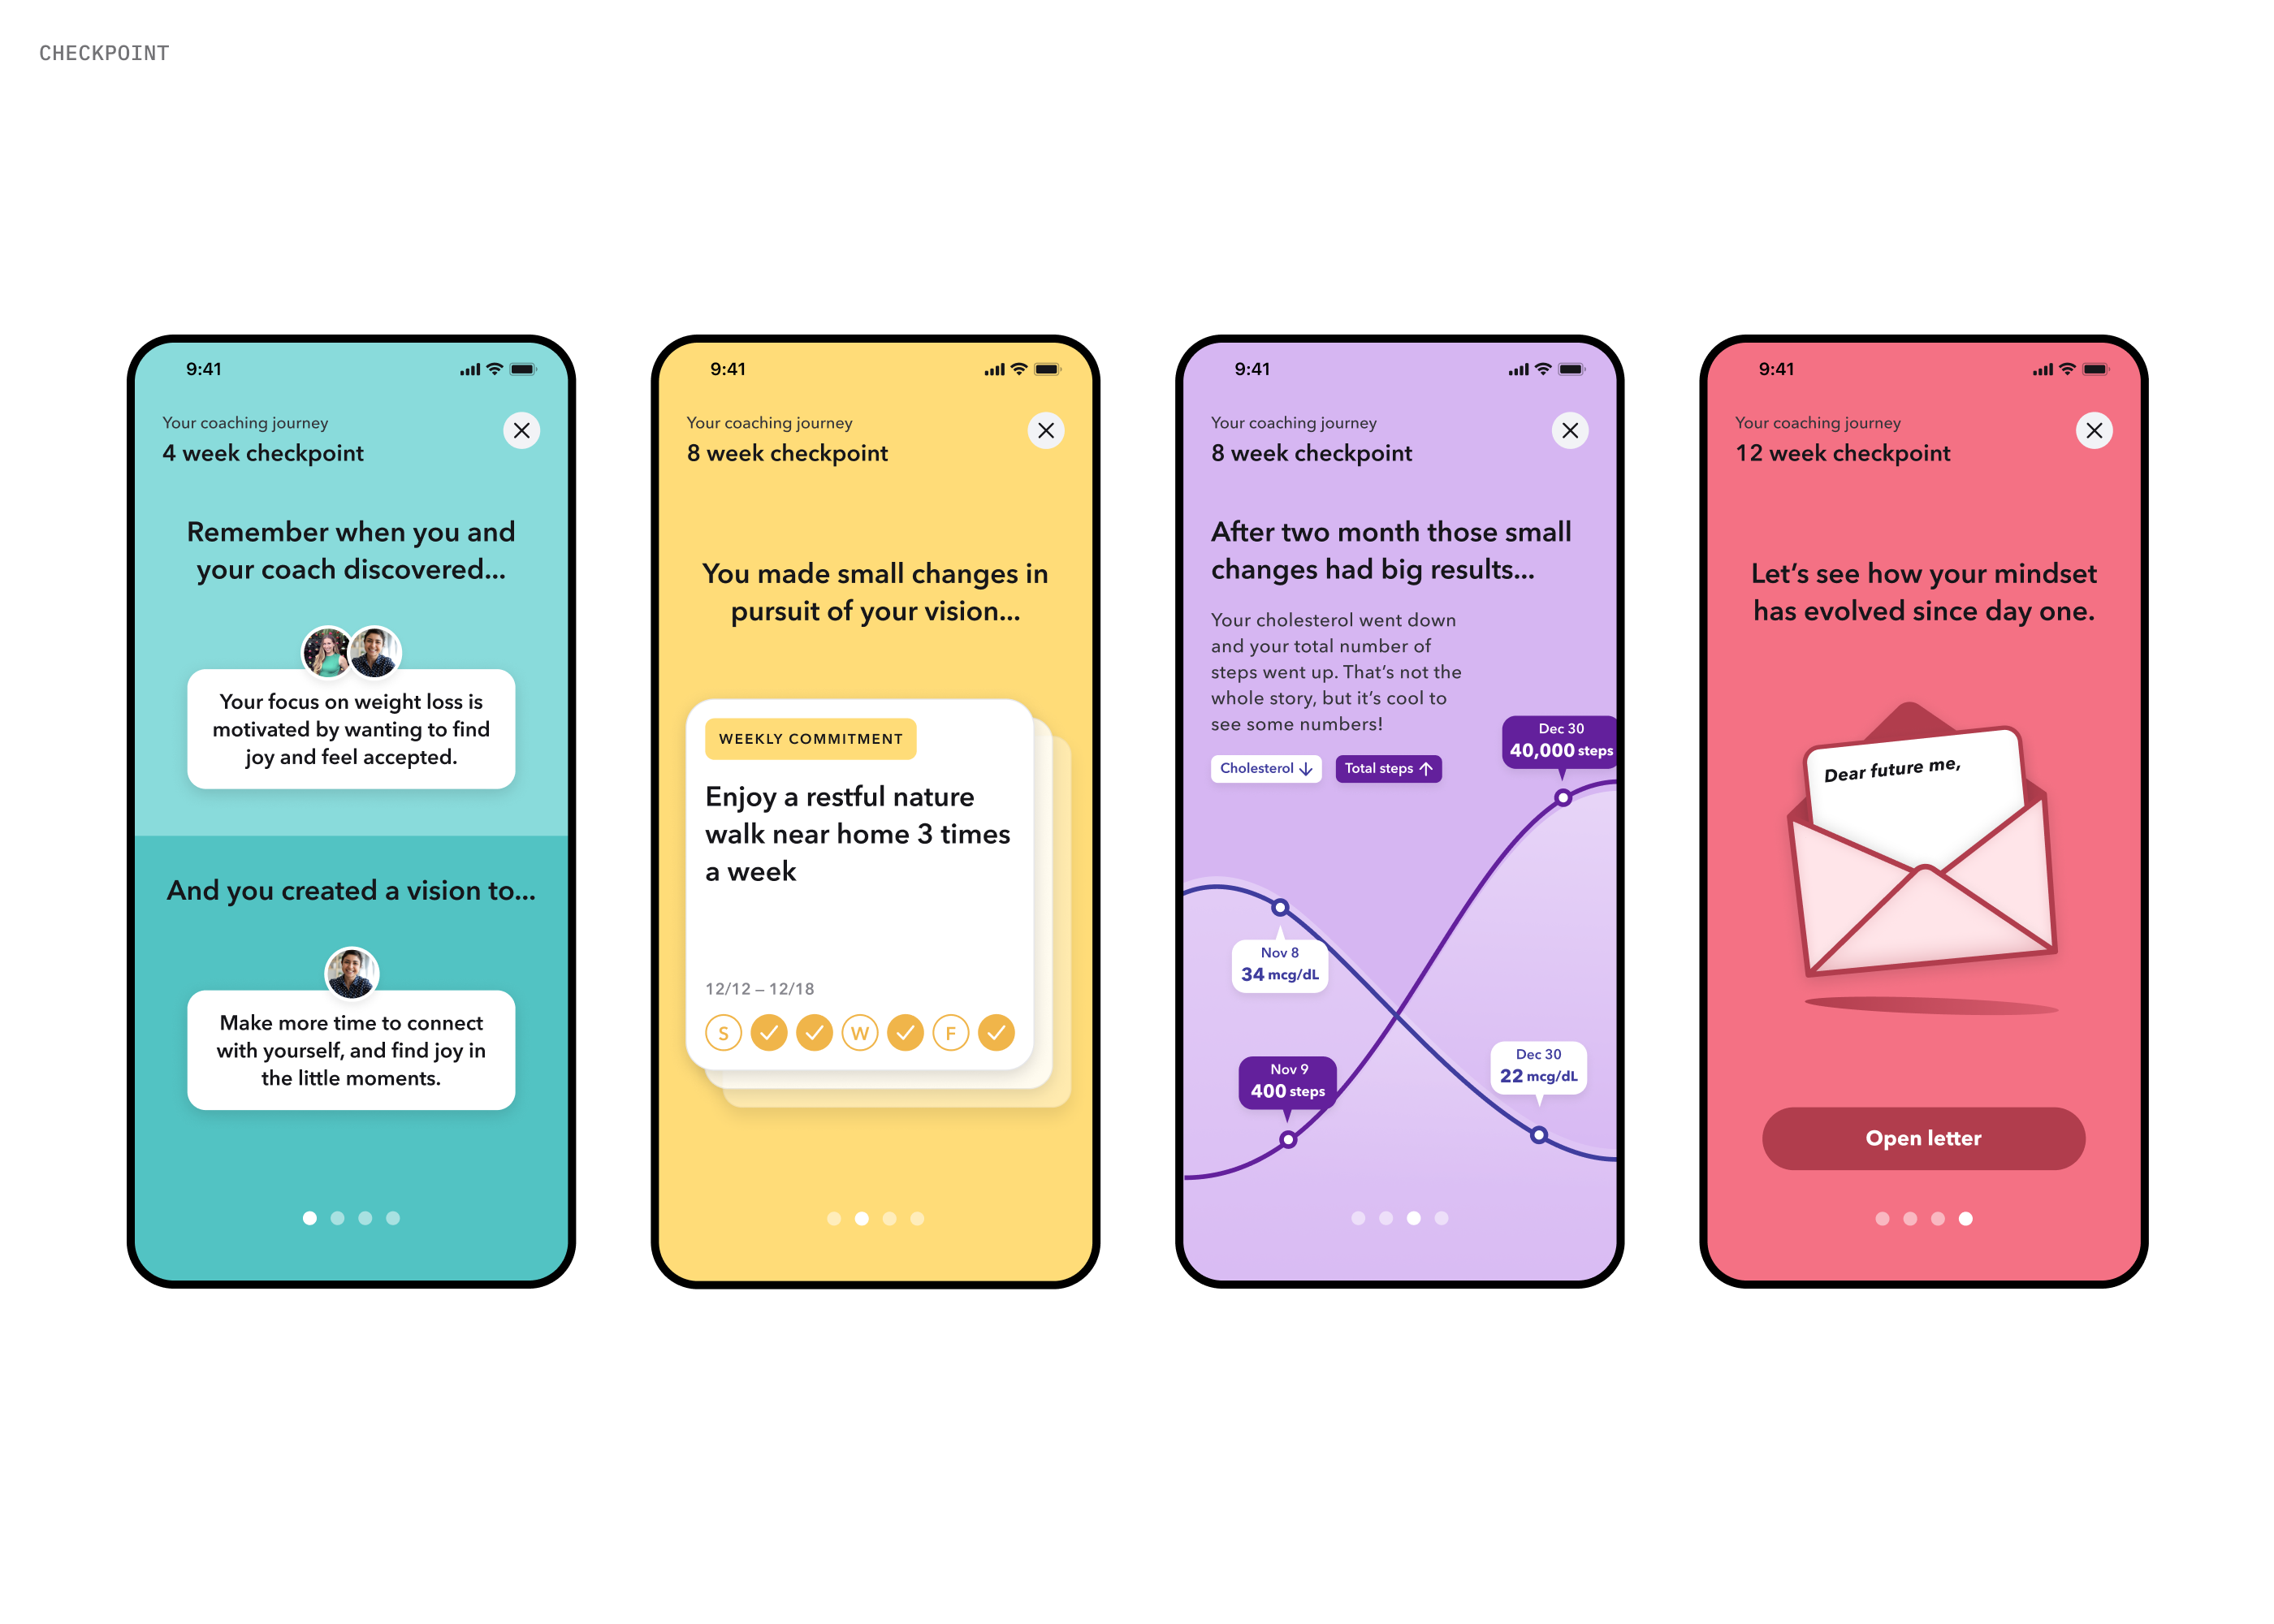 CHECKPOINT
9:41
Your coaching journey
4 week checkpoint
Remember when you and
your coach discovered...
Your focus on weight loss is
motivated by wanting to find
joy and feel accepted.
And you created a vision to...
Make more time to connect
with yourself, and find joy in
the little moments.
9:41
Your coaching journey
8 week checkpoint
You made small changes in
pursuit of your vision...
WEEKLY COMMITMENT
Enjoy a restful nature
walk near home 3 times
a week
12/12 – 12/18
S W F
9:41
Your coaching journey
8 week checkpoint
After two month those small
changes had big results...
Your cholesterol went down
and your total number of
steps went up. That’s not the
whole story, but it’s cool to
see some numbers!
Cholesterol ↓
Total steps ↑
Dec 30
40,000 steps
Nov 8
34 mcg/dL
Nov 9
400 steps
Dec 30
22 mcg/dL
9:41
Your coaching journey
12 week checkpoint
Let’s see how your mindset
has evolved since day one.
Dear future me,
Open letter